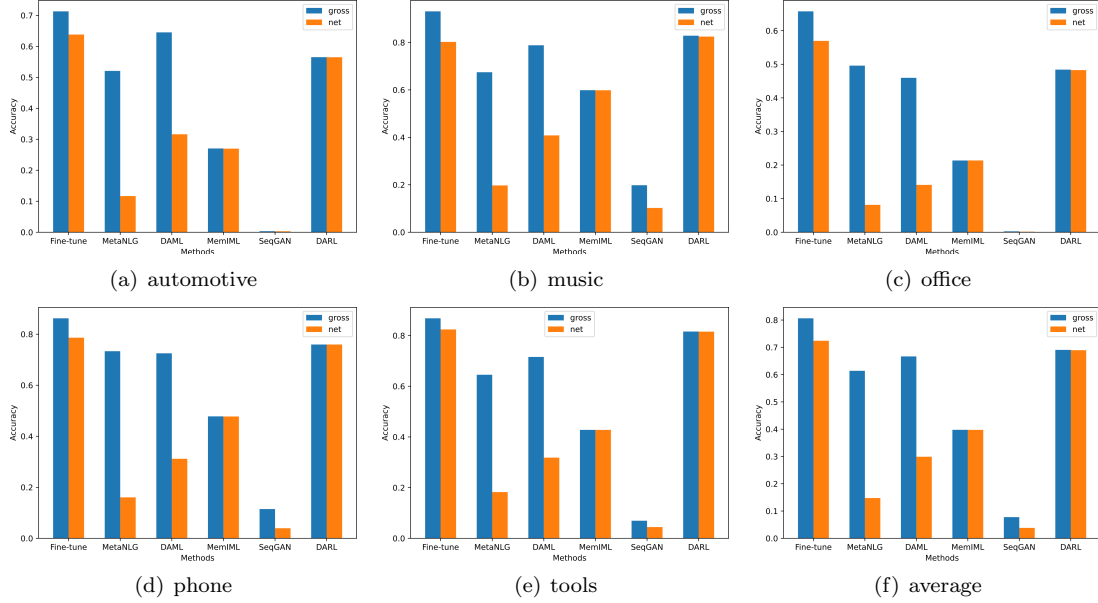 gross
net
0.7
0.6
0.5
0.4
0.3
0.2
0.1
0.0
Accuracy
Fine-tune MetaNLG DAML MemIML SeqGAN DARL
Methods
(a) automotive
gross
net
0.8
0.6
0.4
0.2
0.0
Accuracy
Fine-tune MetaNLG DAML MemIML SeqGAN DARL
Methods
(b) music
gross
net
0.6
0.5
0.4
0.3
0.2
0.1
0.0
Accuracy
Fine-tune MetaNLG DAML MemIML SeqGAN DARL
Methods
(c) office
gross
net
0.8
0.6
0.4
0.2
0.0
Accuracy
Fine-tune MetaNLG DAML MemIML SeqGAN DARL
Methods
(d) phone
gross
net
0.8
0.6
0.4
0.2
0.0
Accuracy
Fine-tune MetaNLG DAML MemIML SeqGAN DARL
Methods
(e) tools
gross
net
0.8
0.7
0.6
0.5
0.4
0.3
0.2
0.1
0.0
Accuracy
Fine-tune MetaNLG DAML MemIML SeqGAN DARL
Methods
(f) average